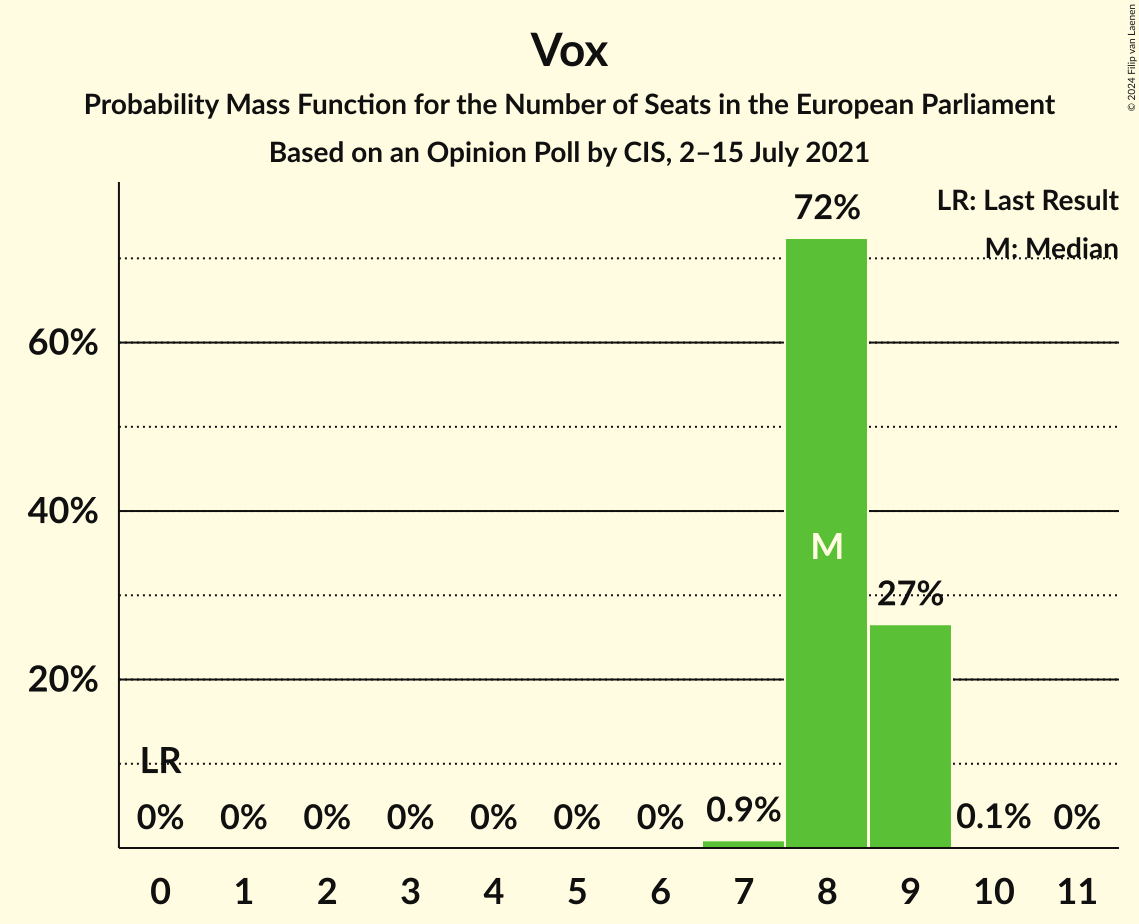 Vox
Probability Mass Function for the Number of Seats in the European Parliament
Based on an Opinion Poll by CIS, 2–15 July 2021
© 2024 Filip van Laenen
LR: Last Result
M: Median
72%
60%
40%
M
27%
20%
LR
0% 0% 0% 0% 0% 0% 0% 0.9% 0.1% 0%
0 1 2 3 4 5 6 7 8 9 10 11